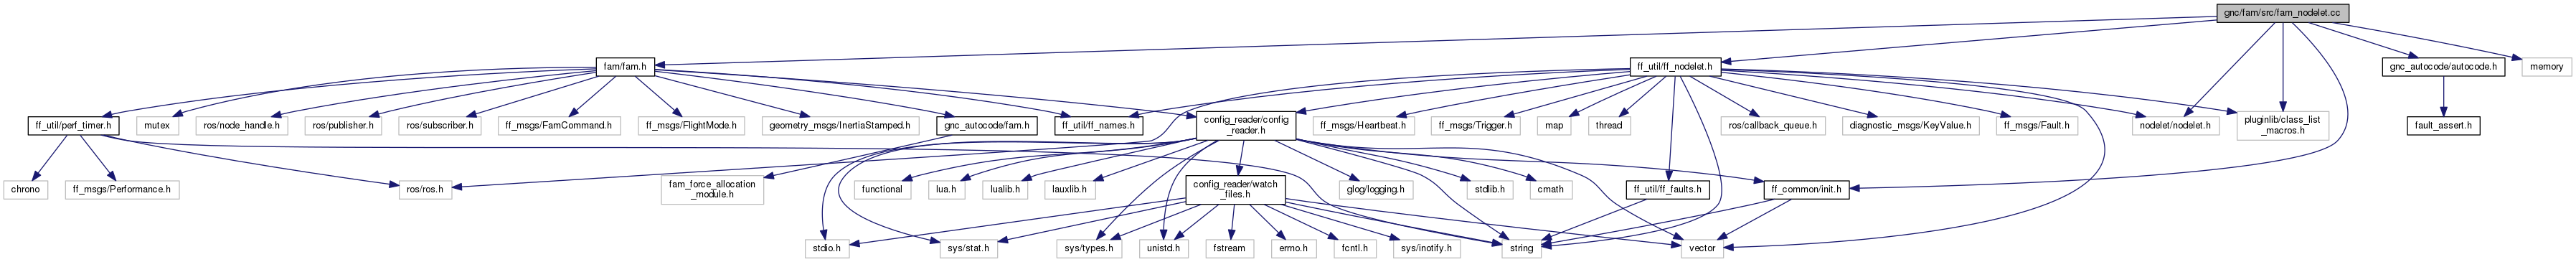 gnc/fam/src/fam_nodelet.cc
fam/fam.h
ff_util/ff_nodelet.h
gnc_autocode/autocode.h
memory
ff_util/perf_timer.h
mutex
ros/node_handle.h
ros/publisher.h
ros/subscriber.h
ff_msgs/FamCommand.h
ff_msgs/FlightMode.h
geometry_msgs/InertiaStamped.h
gnc_autocode/fam.h
ff_util/ff_names.h
config_reader/config
_reader.h
ff_msgs/Heartbeat.h
ff_msgs/Trigger.h
map
thread
ros/callback_queue.h
diagnostic_msgs/KeyValue.h
ff_msgs/Fault.h
nodelet/nodelet.h
pluginlib/class_list
_macros.h
fault_assert.h
chrono
ff_msgs/Performance.h
ros/ros.h
fam_force_allocation
_module.h
functional
lua.h
lualib.h
lauxlib.h
config_reader/watch
_files.h
glog/logging.h
stdlib.h
cmath
ff_util/ff_faults.h
ff_common/init.h
stdio.h
sys/stat.h
sys/types.h
unistd.h
fstream
errno.h
fcntl.h
sys/inotify.h
string
vector